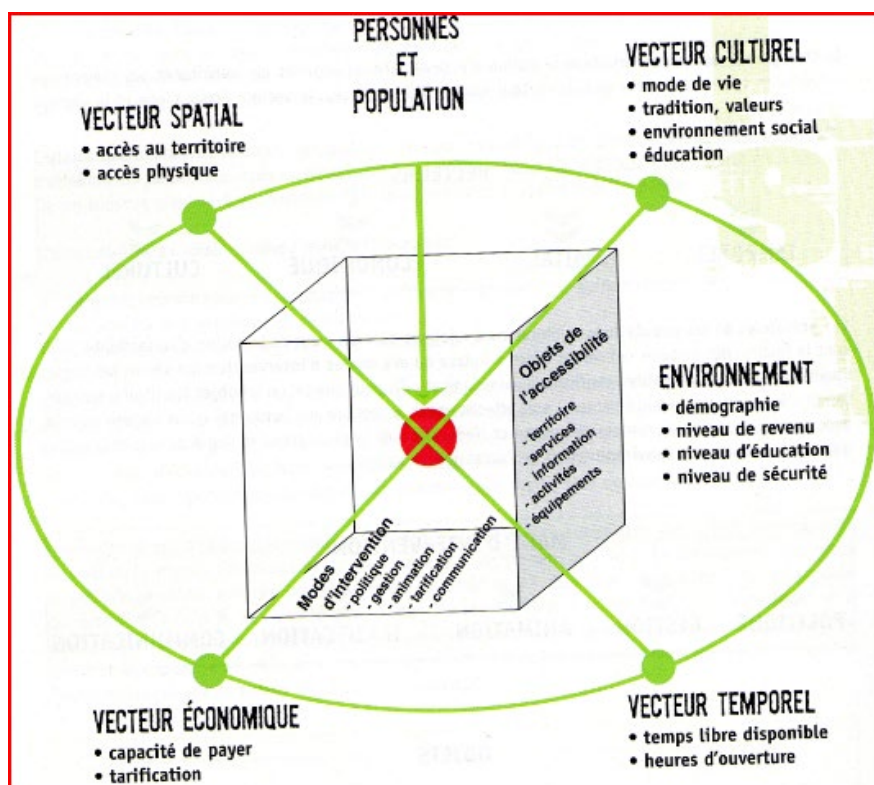 PERSONNES
ET
POPULATION
VECTEUR CULTUREL
• mode de vie
• tradition, valeurs
• environnement social
• éducation
VECTEUR SPATIAL
• accès au territoire
• accès physique
Objets de
l'accessibilité
- territoire
- services
- information
- activités
- équipements
ENVIRONNEMENT
• démographie
• niveau de revenu
• niveau d'éducation
• niveau de sécurité
Modes
d'intervention
- politique
- gestion
- animation
- tarification
- communication
VECTEUR ÉCONOMIQUE
• capacité de payer
• tarification
VECTEUR TEMPOREL
• temps libre disponible
• heures d'ouverture